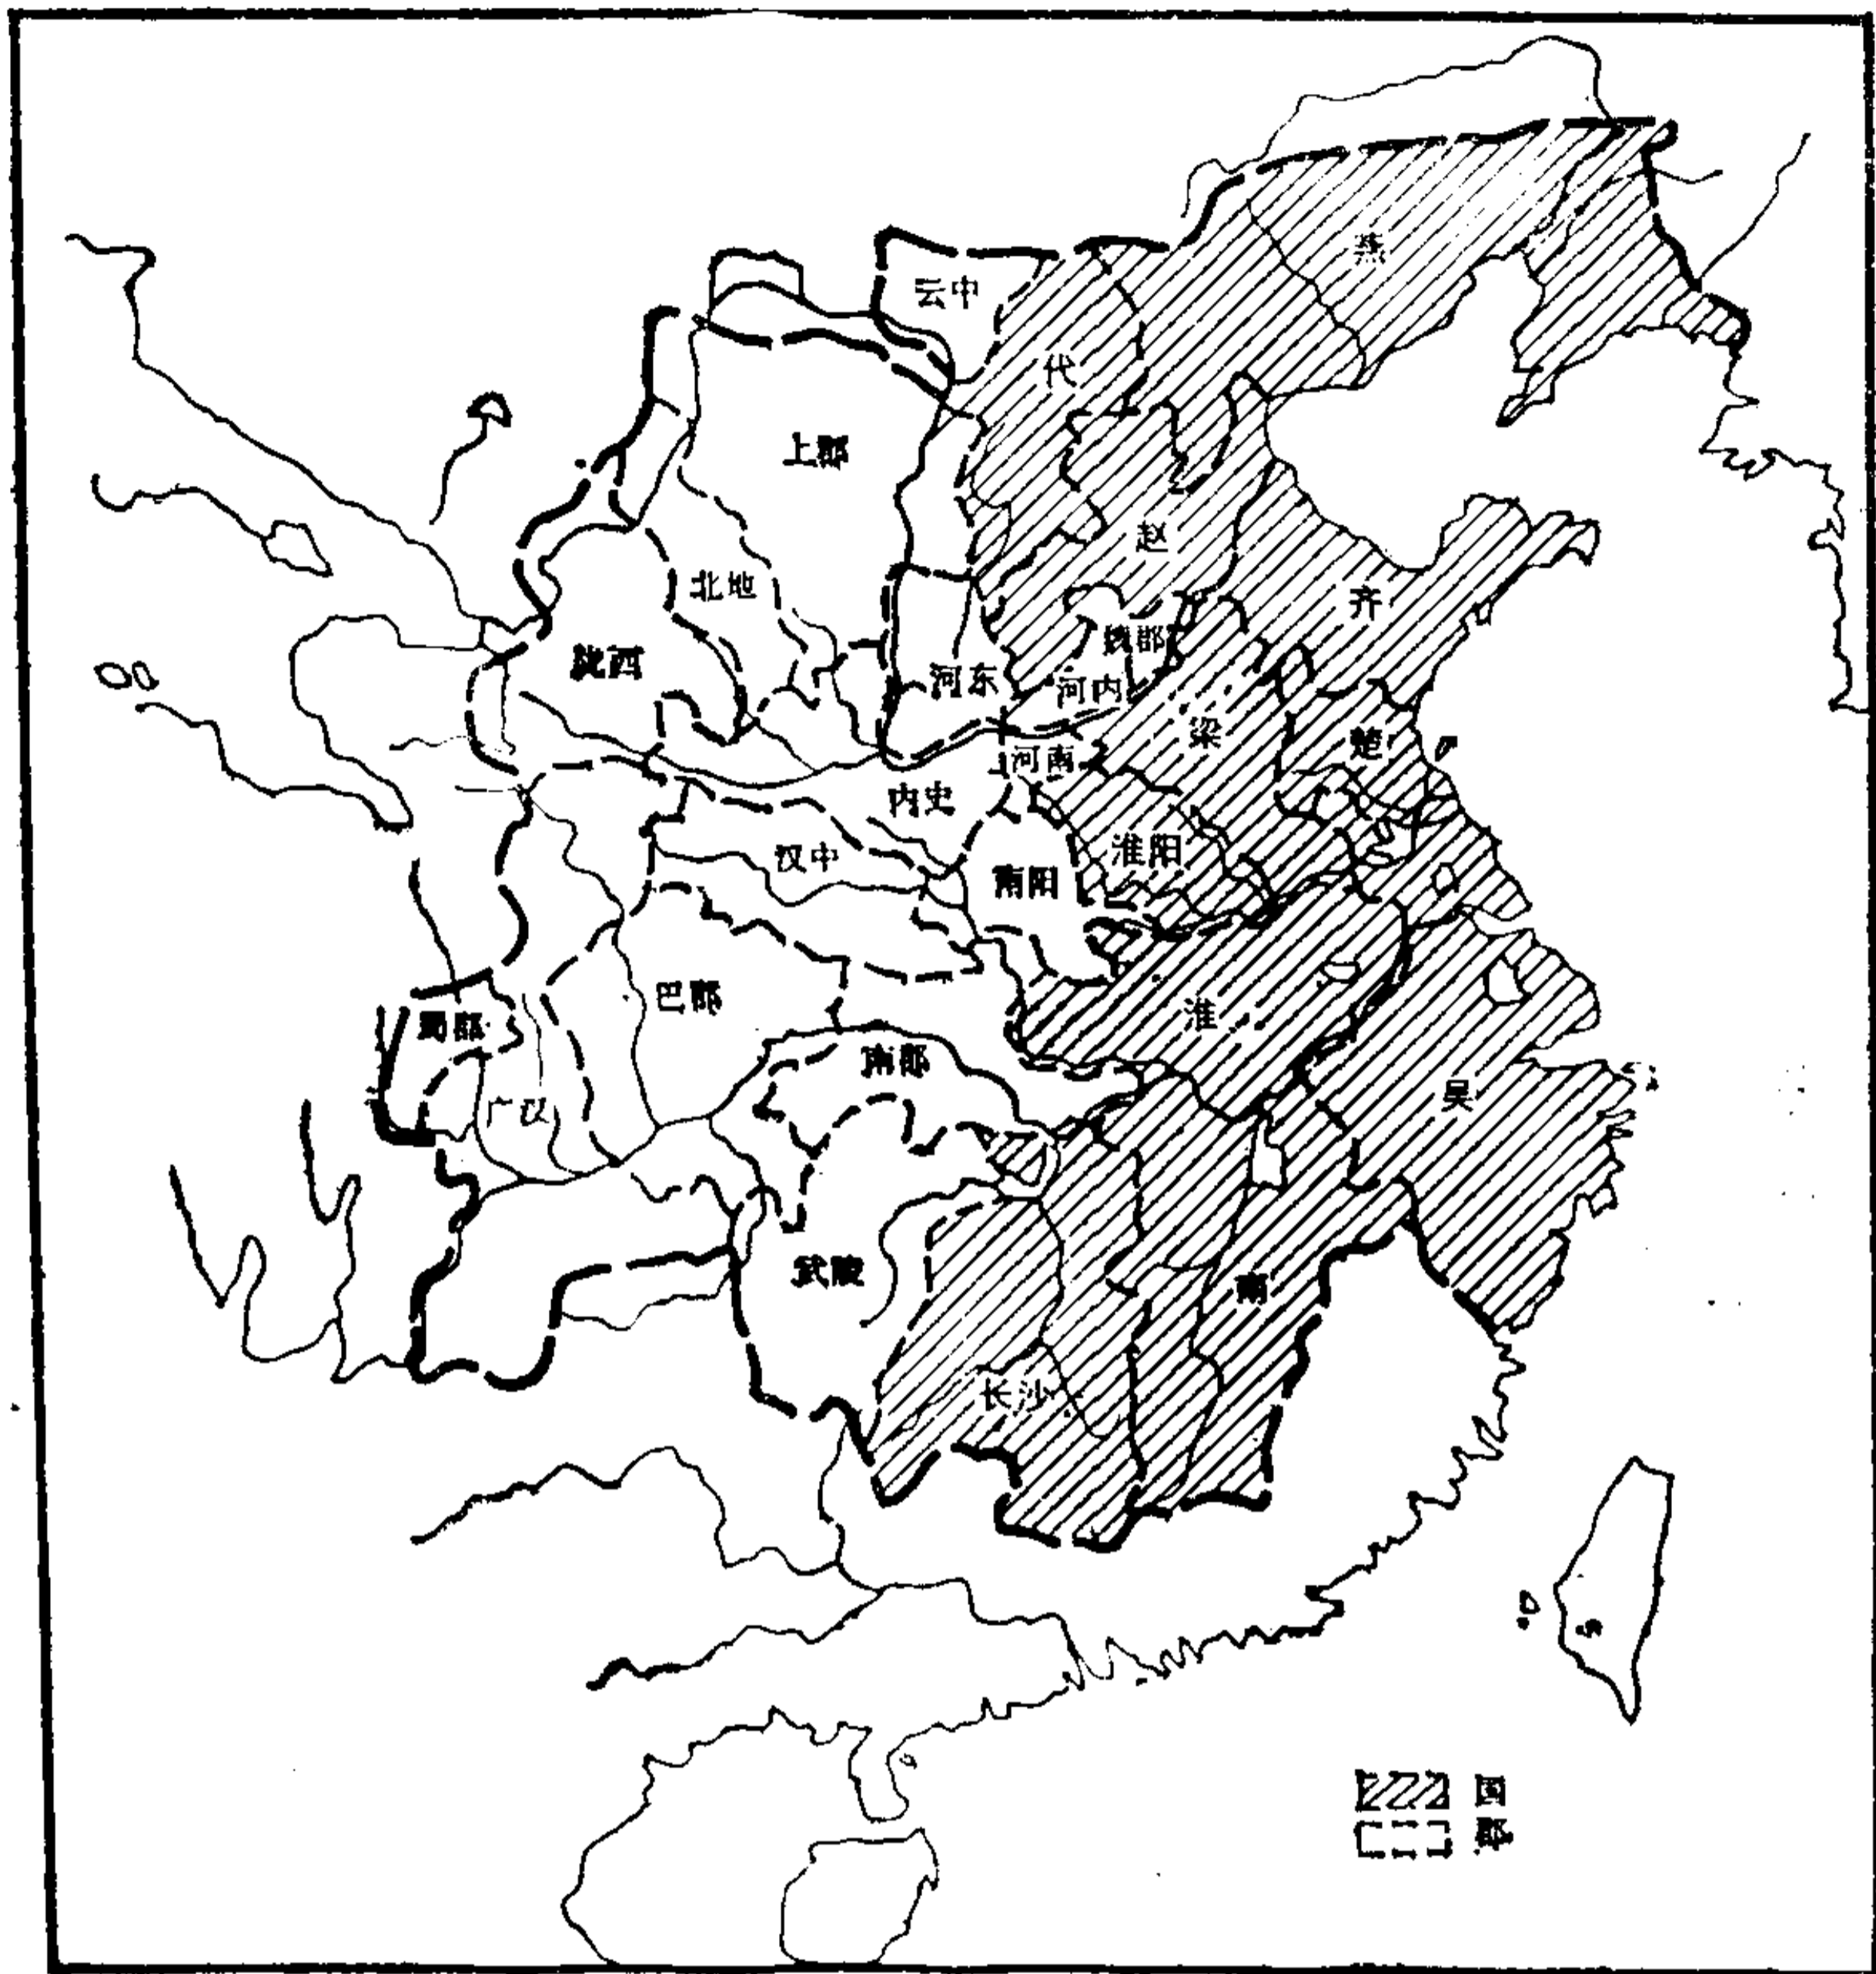 燕
云中
代
上郡
赵
北地
齐
魏郡
陇西
河东
河内
梁
楚
河南
内史
淮阳
汉中
南阳
巴郡
淮
蜀郡
南郡
吴
广汉
武陵
南
长沙
国
郡